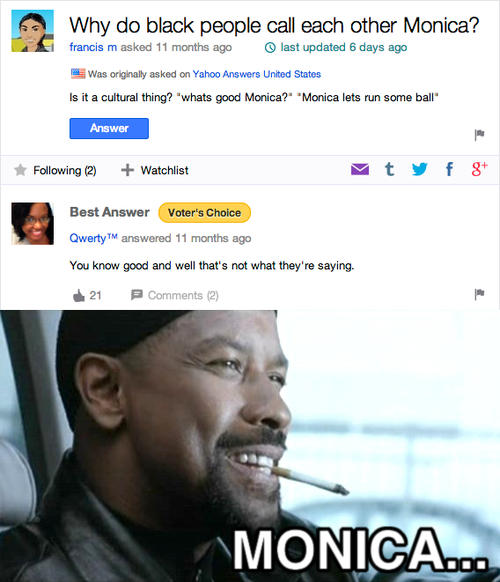 Why do black people call each other Monica?
francis m asked 11 months ago last updated 6 days ago
Was originally asked on Yahoo Answers United States
Is it a cultural thing? "whats good Monica?" "Monica lets run some ball"
Answer
Following (2) Watchlist t f g+
Best Answer Voter's Choice
Qwerty™ answered 11 months ago
You know good and well that's not what they're saying.
21 Comments (2)
MONICA...